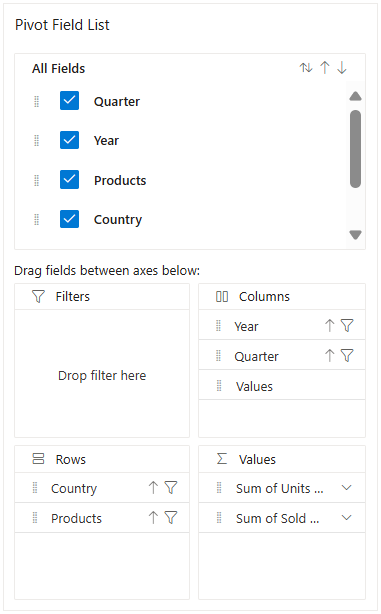 Pivot Field List
All Fields
Quarter
Year
Products
Country
Drag fields between axes below:
Filters
Drop filter here
Columns
Year
Quarter
Values
Rows
Country
Products
Values
Sum of Units ...
Sum of Sold ...